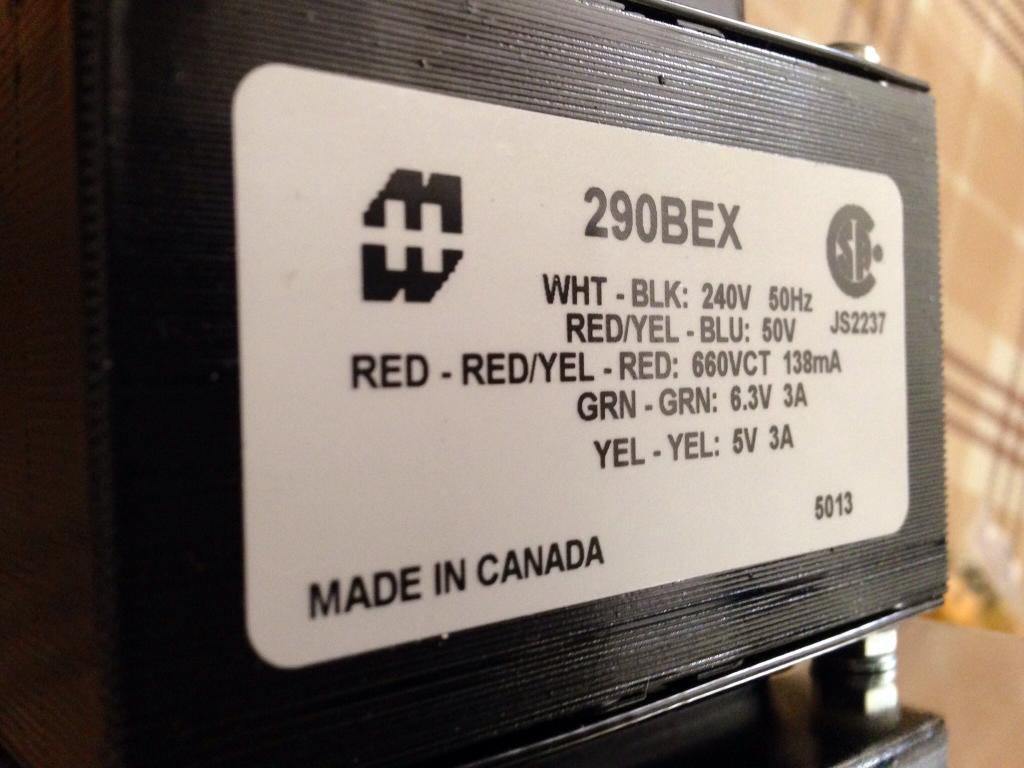 290BEX
WHT - BLK: 240V 50Hz
JS2237
RED/YEL - BLU: 50V
RED - RED/YEL - RED: 660VCT 138mA
GRN - GRN: 6.3V 3A
YEL - YEL: 5V 3A
5013
MADE IN CANADA